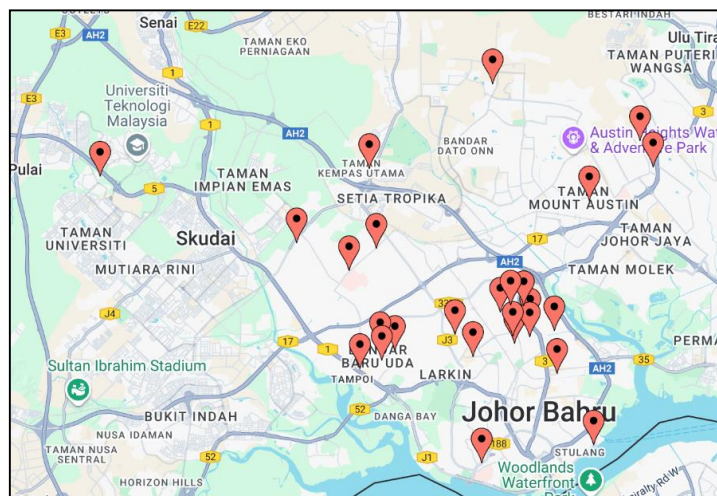 Senai
E22
BESTARI INDAH
E3
AH2
TAMAN EKO
PERNIAGAAN
Ulu Tira
TAMAN PUTERI
WANGSA
1
E3
Universiti
Teknologi
Malaysia
1
3
AH2
BANDAR
DATO ONN
Austin Heights Wat
& Adventure Park
Pulai
TAMAN
KEMPAS UTAMA
5
TAMAN
IMPIAN EMAS
SETIA TROPIKA
TAMAN
MOUNT AUSTIN
TAMAN
UNIVERSITI
Skudai
17
TAMAN
JOHOR JAYA
MUTIARA RINI
AH2
TAMAN MOLEK
J4
17
1
J3
BARU UDA
PERMA
Sultan Ibrahim Stadium
TAMPOI
LARKIN
3
AH2
35
BUKIT INDAH
52
DANGA BAY
Johor Bahru
NUSA IDAMAN
TAMAN NUSA
SENTRAL
52
J1
188
STULANG
HORIZON HILLS
Woodlands
Waterfront